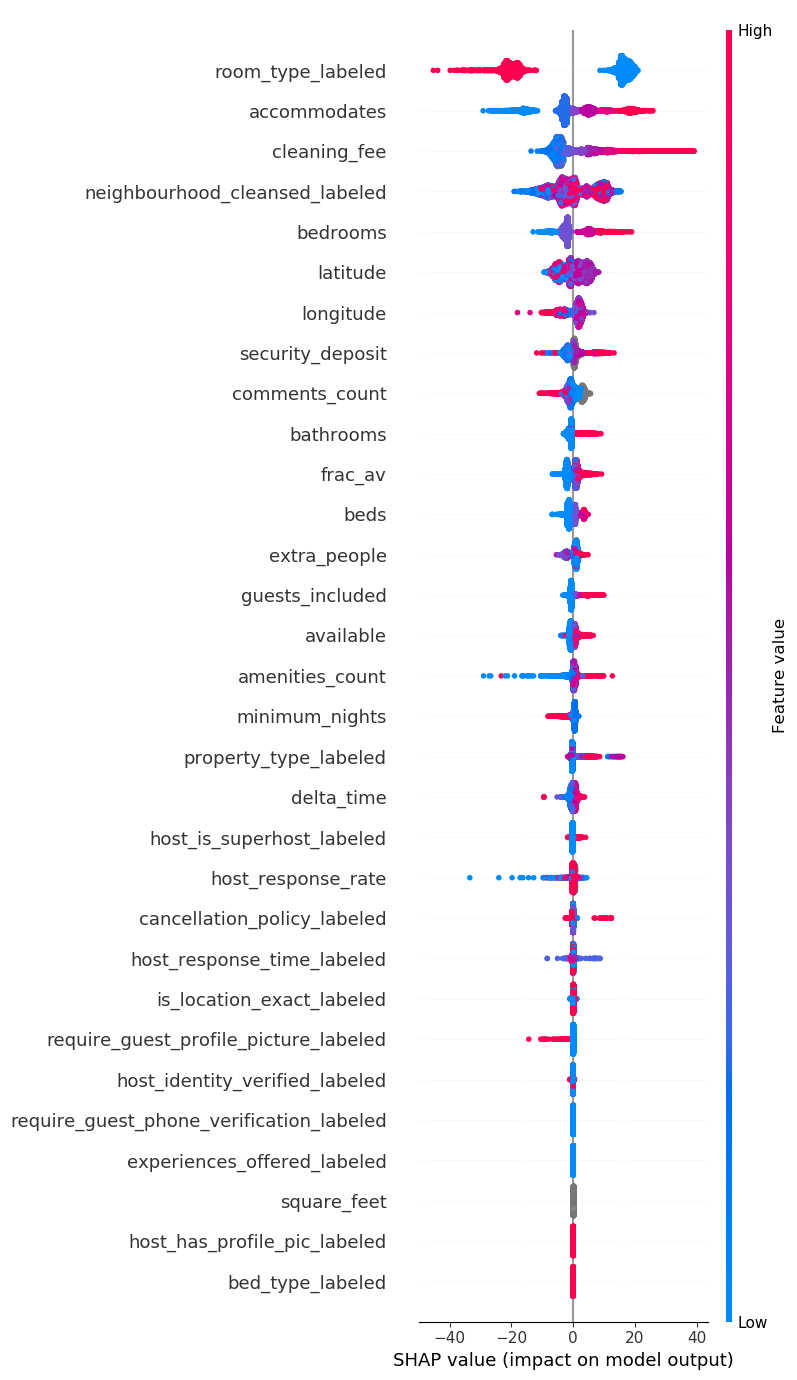 High
room_type_labeled
accommodates
cleaning_fee
neighbourhood_cleansed_labeled
bedrooms
latitude
longitude
security_deposit
comments_count
bathrooms
frac_av
beds
extra_people
guests_included
available
amenities_count
minimum_nights
property_type_labeled
delta_time
host_is_superhost_labeled
host_response_rate
cancellation_policy_labeled
host_response_time_labeled
is_location_exact_labeled
require_guest_profile_picture_labeled
host_identity_verified_labeled
require_guest_phone_verification_labeled
experiences_offered_labeled
square_feet
host_has_profile_pic_labeled
bed_type_labeled
Feature value
Low
−40 −20 0 20 40
SHAP value (impact on model output)